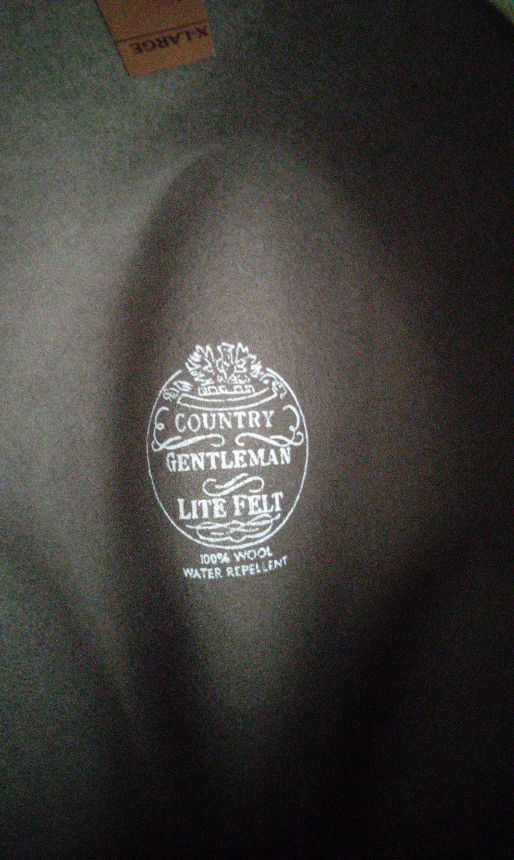 X-LARGE
COUNTRY
GENTLEMAN
LITE FELT
100% WOOL
WATER REPELLENT